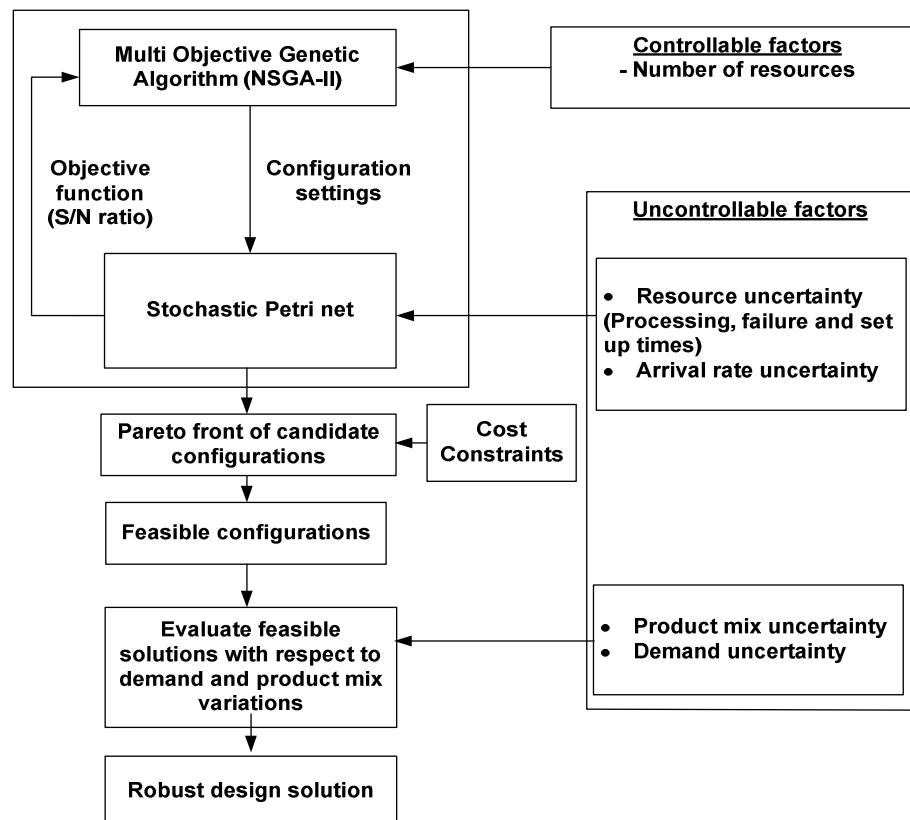 Multi Objective Genetic
Algorithm (NSGA-II)
Controllable factors
- Number of resources
Objective
function
(S/N ratio)
Configuration
settings
Uncontrollable factors
Stochastic Petri net
• Resource uncertainty
(Processing, failure and set
up times)
• Arrival rate uncertainty
Pareto front of candidate
configurations
Cost
Constraints
Feasible configurations
Evaluate feasible
solutions with respect to
demand and product mix
variations
• Product mix uncertainty
• Demand uncertainty
Robust design solution